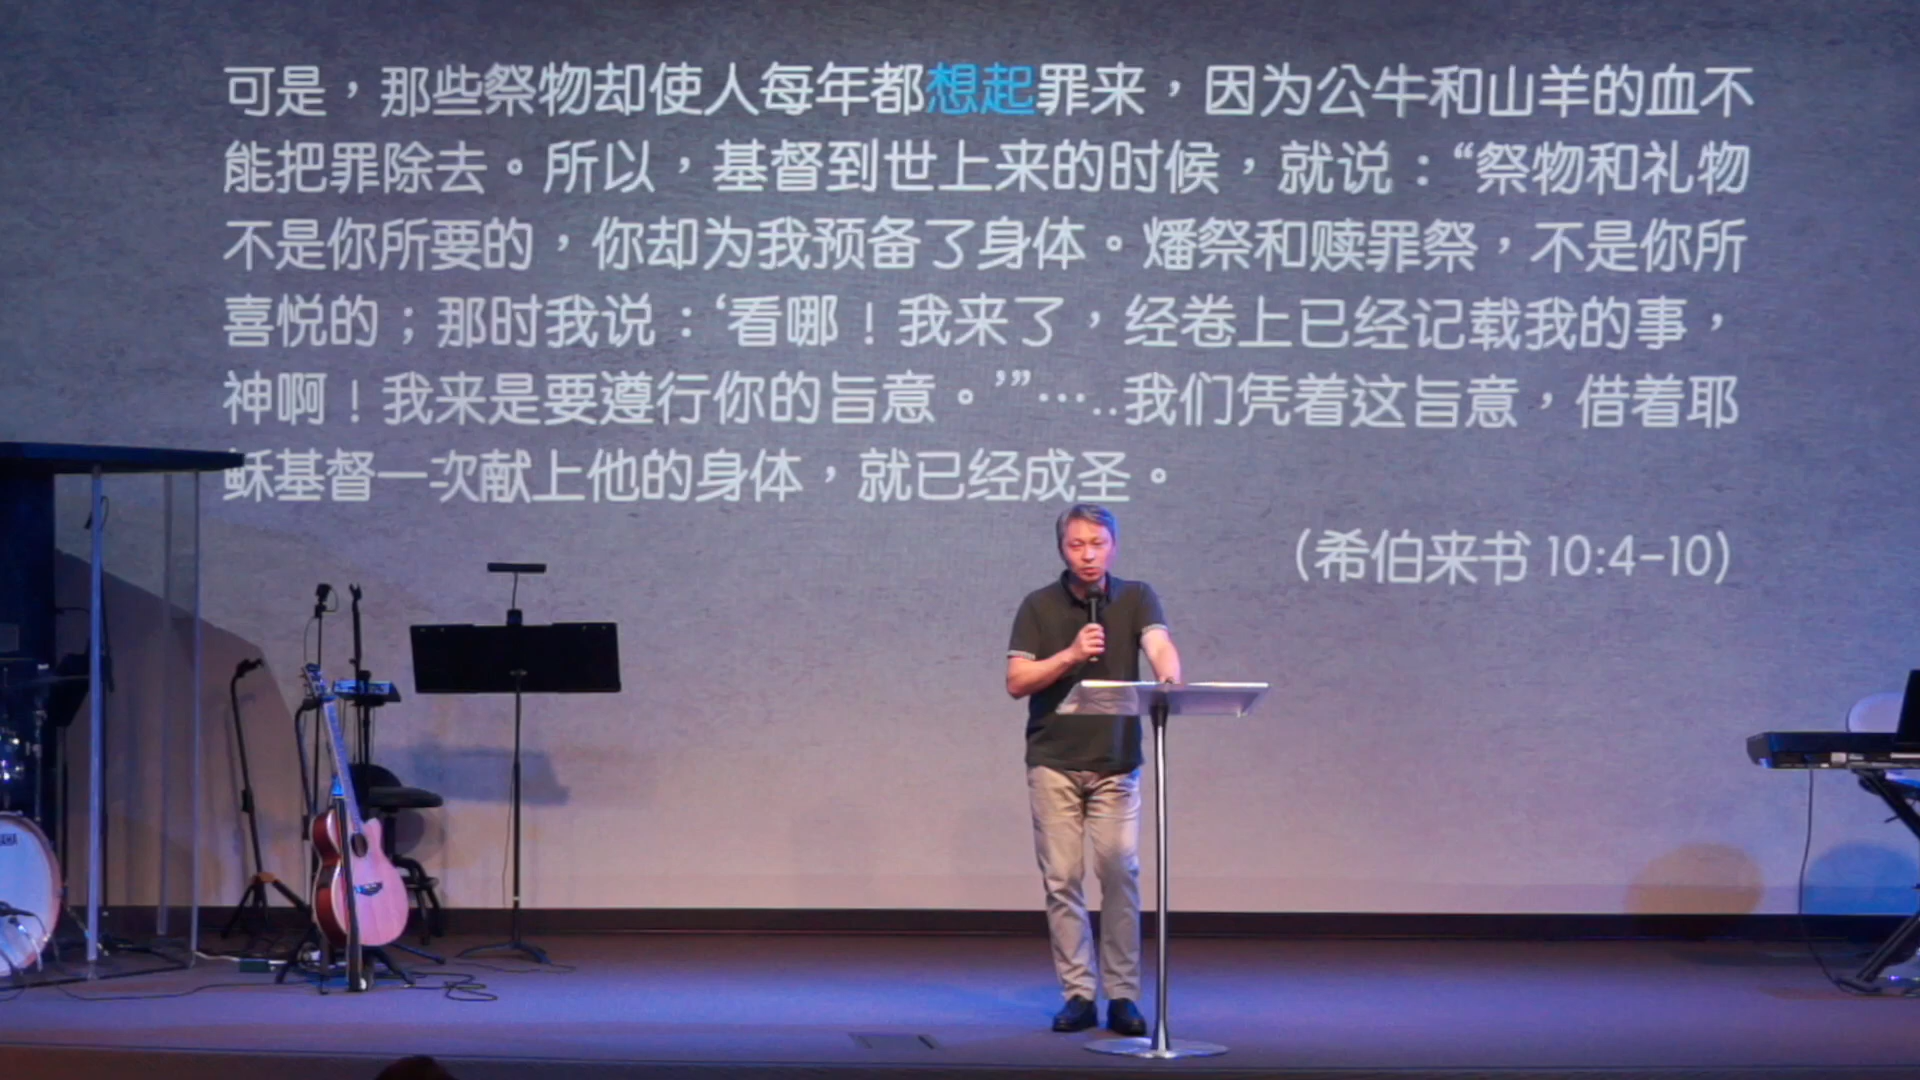 可是，那些祭物却使人每年都想起罪来，因为公牛和山羊的血不
能把罪除去。所以，基督到世上来的时候，就说：“祭物和礼物
不是你所要的，你却为我预备了身体。燔祭和赎罪祭，不是你所
喜悦的；那时我说：‘看哪！我来了，经卷上已经记载我的事，
神啊！我来是要遵行你的旨意。’”…..我们凭着这旨意，借着耶
稣基督一次献上他的身体，就已经成圣。
(希伯来书 10:4-10)